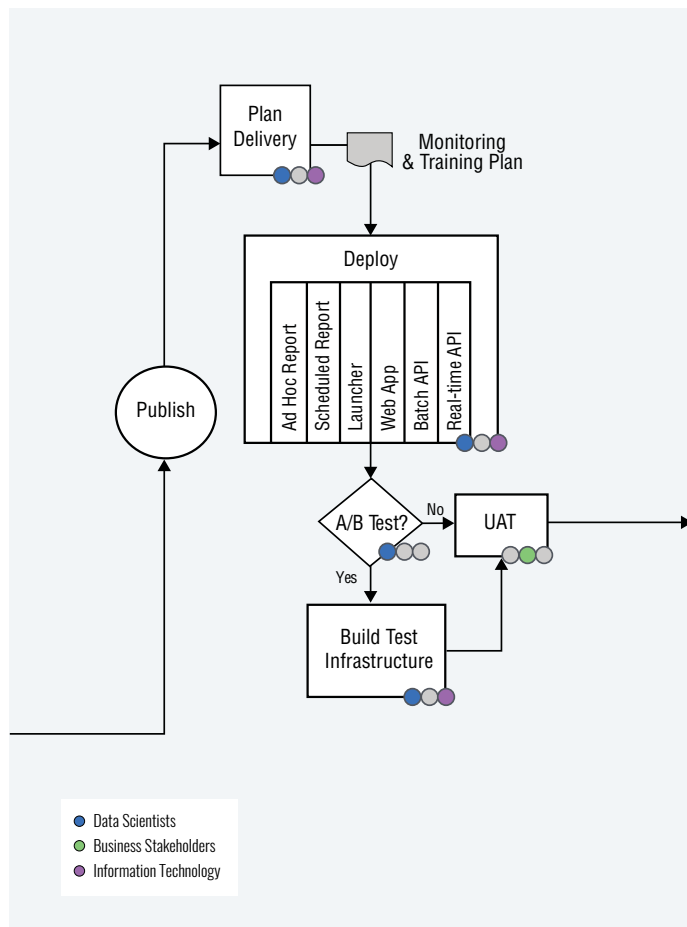 Plan
Delivery
Monitoring
& Training Plan
Deploy
Ad Hoc Report
Scheduled Report
Launcher
Web App
Batch API
Real-time API
Publish
A/B Test?
No
UAT
Yes
Build Test
Infrastructure
Data Scientists
Business Stakeholders
Information Technology